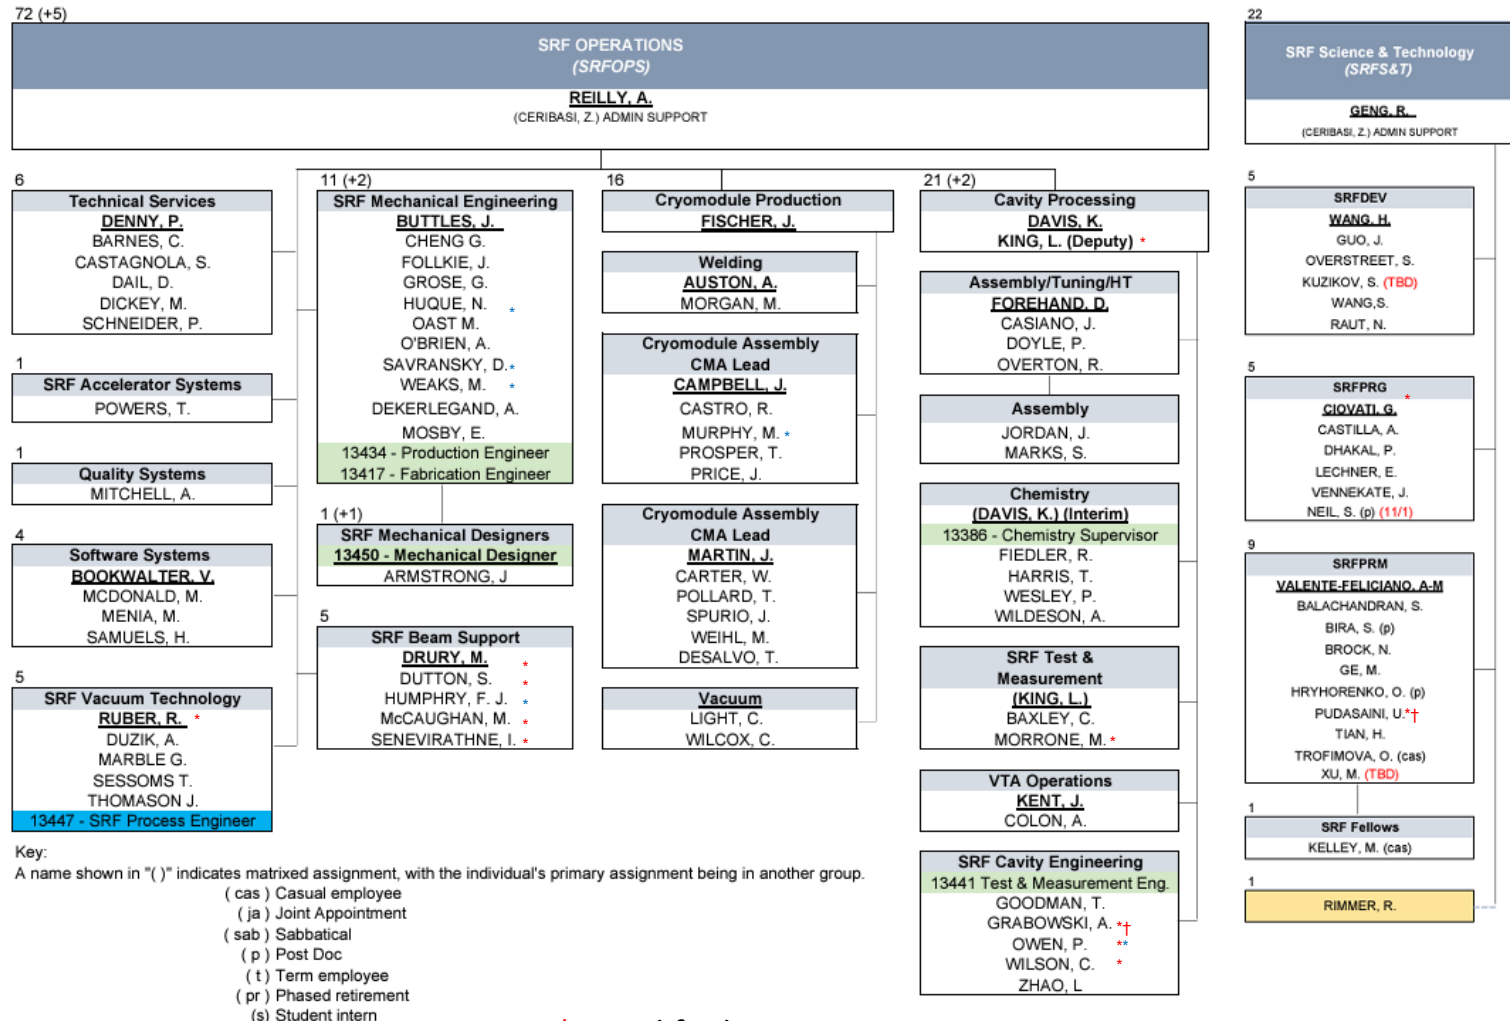 72 (+5)
SRF OPERATIONS
(SRFOPS)
REILLY, A.
(CERIBASI, Z.) ADMIN SUPPORT
22
SRF Science & Technology
(SRFS&T)
GENG, R.
(CERIBASI, Z.) ADMIN SUPPORT
6
Technical Services
DENNY, P.
BARNES, C.
CASTAGNOLA, S.
DAIL, D.
DICKEY, M.
SCHNEIDER, P.
1
SRF Accelerator Systems
POWERS, T.
1
Quality Systems
MITCHELL, A.
4
Software Systems
BOOKWALTER, V.
MCDONALD, M.
MENIA, M.
SAMUELS, H.
5
SRF Vacuum Technology
RUBER, R. *
DUZIK, A.
MARBLE G.
SESSOMS T.
THOMASON J.
13447 - SRF Process Engineer
11 (+2)
SRF Mechanical Engineering
BUTTLES, J.
CHENG G.
FOLLKIE, J.
GROSE, G.
HUQUE, N. *
OAST M.
O'BRIEN, A.
SAVRANSKY, D. *
WEAKS, M. *
DEKERLEGAND, A.
MOSBY, E.
13434 - Production Engineer
13417 - Fabrication Engineer
1 (+1)
SRF Mechanical Designers
13450 - Mechanical Designer
ARMSTRONG, J
5
SRF Beam Support
DRURY, M. *
DUTTON, S. *
HUMPHRY, F. J. *
McCAUGHAN, M. *
SENEVIRATHNE, I. *
16
Cryomodule Production
FISCHER, J.
Welding
AUSTON, A.
MORGAN, M.
Cryomodule Assembly
CMA Lead
CAMPBELL, J.
CASTRO, R.
MURPHY, M. *
PROSPER, T.
PRICE, J.
Cryomodule Assembly
CMA Lead
MARTIN, J.
CARTER, W.
POLLARD, T.
SPURIO, J.
WEIHL, M.
DESALVO, T.
Vacuum
LIGHT, C.
WILCOX, C.
21 (+2)
Cavity Processing
DAVIS, K.
KING, L. (Deputy) *
Assembly/Tuning/HT
FOREHAND, D.
CASIANO, J.
DOYLE, P.
OVERTON, R.
Assembly
JORDAN, J.
MARKS, S.
Chemistry
(DAVIS, K.) (Interim)
13386 - Chemistry Supervisor
FIEDLER, R.
HARRIS, T.
WESLEY, P.
WILDESON, A.
SRF Test &
Measurement
(KING, L.)
BAXLEY, C.
MORRONE, M. *
VTA Operations
KENT, J.
COLON, A.
SRF Cavity Engineering
13441 Test & Measurement Eng.
GOODMAN, T.
GRABOWSKI, A. *†
OWEN, P. **
WILSON, C. *
ZHAO, L
5
SRFDEV
WANG, H.
GUO, J.
OVERSTREET, S.
KUZIKOV, S. (TBD)
WANG,S.
RAUT, N.
5
SRFPRG
CIOVATI, G. *
CASTILLA, A.
DHAKAL, P.
LECHNER, E.
VENNEKATE, J.
NEIL, S. (p) (11/1)
9
SRFPRM
VALENTE-FELICIANO, A-M
BALACHANDRAN, S.
BIRA, S. (p)
BROCK, N.
GE, M.
HRYHORENKO, O. (p)
PUDASAINI, U.*†
TIAN, H.
TROFIMOVA, O. (cas)
XU, M. (TBD)
1
SRF Fellows
KELLEY, M. (cas)
1
RIMMER, R.
Key:
A name shown in "( )" indicates matrixed assignment, with the individual's primary assignment being in another group.
( cas ) Casual employee
( ja ) Joint Appointment
( sab ) Sabbatical
( p ) Post Doc
( t ) Term employee
( pr ) Phased retirement
(s) Student intern